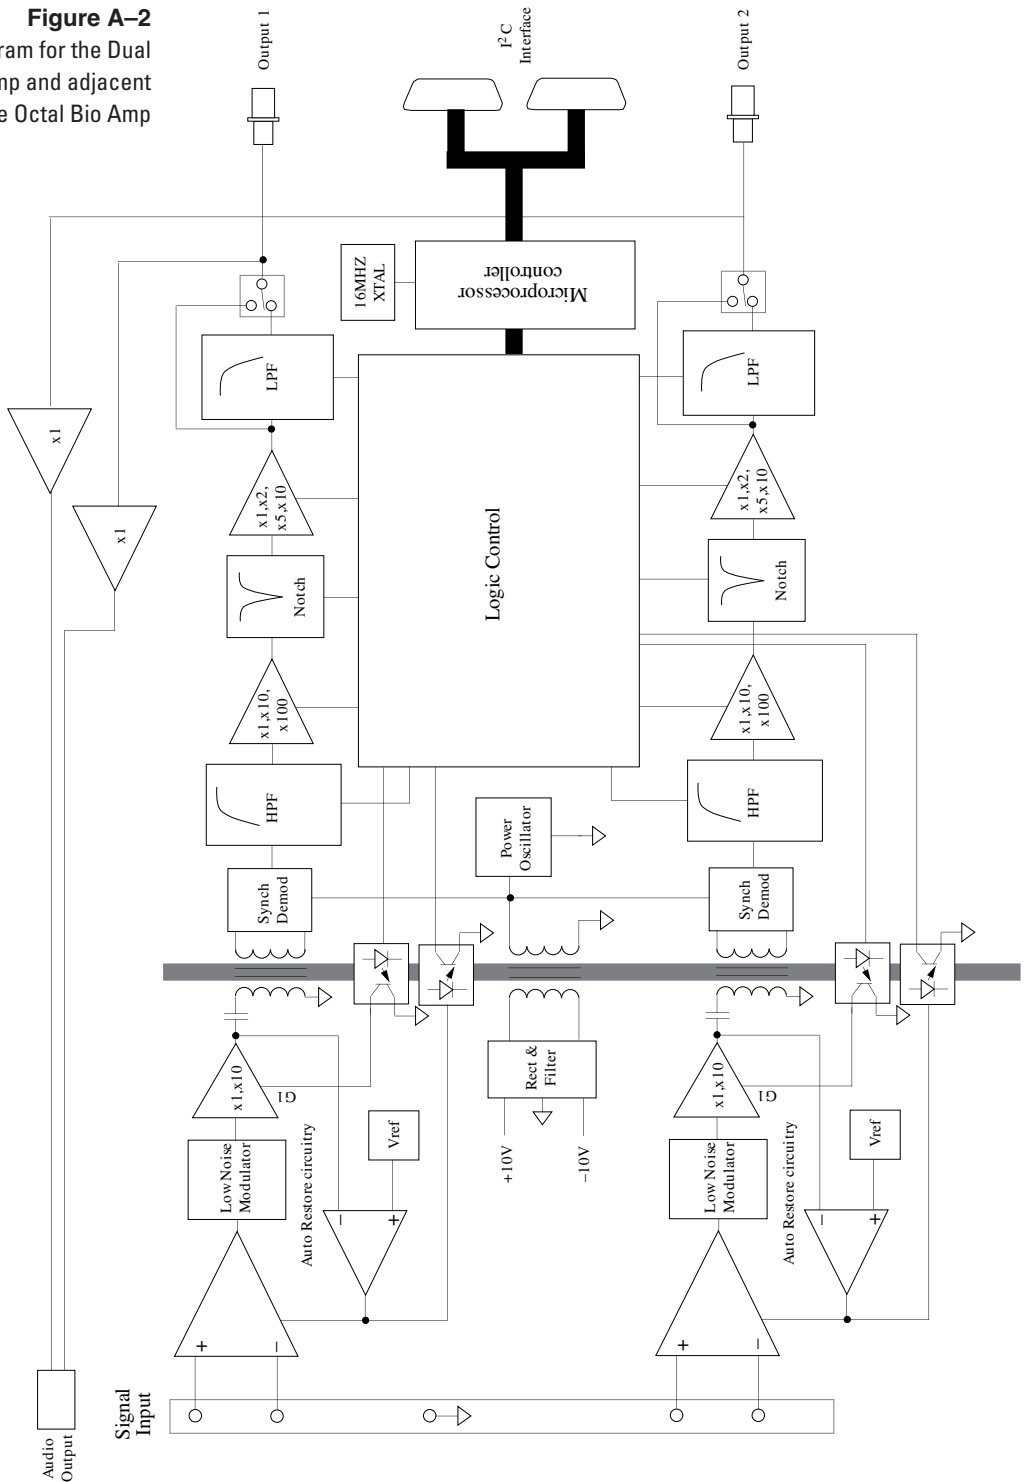 Figure A–2
ram for the Dual
mp and adjacent
e Octal Bio Amp
Output 1
I²C
Interface
Output 2
16MHZ
XTAL
Microprocessor
controller
LPF
LPF
x1
x1
x1,x2,
x5,x10
x1,x2,
x5,x10
Notch
Logic Control
Notch
x1,x10,
x100
x1,x10,
x100
HPF
Power
Oscillator
HPF
Synch
Demod
Synch
Demod
x1,x10
G1
Rect &
Filter
x1,x10
G1
+10V
–10V
Low Noise
Modulator
Auto Restore circuitry
Vref
Low Noise
Modulator
Auto Restore circuitry
Vref
–
+
–
+
+
–
+
–
Signal
Input
Audio
Output